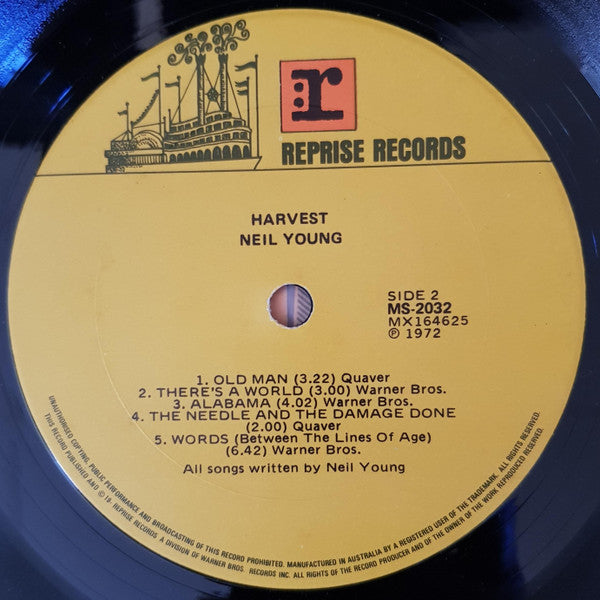 r
REPRISE RECORDS
HARVEST
NEIL YOUNG
SIDE 2
MS-2032
MX164625
℗ 1972
1. OLD MAN (3.22) Quaver
2. THERE'S A WORLD (3.00) Warner Bros.
3. ALABAMA (4.02) Warner Bros.
4. THE NEEDLE AND THE DAMAGE DONE
(2.00) Quaver
5. WORDS (Between The Lines Of Age)
(6.42) Warner Bros.
All songs written by Neil Young
UNAUTHORISED COPYING, PUBLIC PERFORMANCE AND BROADCASTING OF THIS RECORD PROHIBITED. MANUFACTURED IN AUSTRALIA BY A REGISTERED USER OF THE TRADEMARK. ALL RIGHTS RESERVED.
THIS RECORD PUBLISHED AND © 19 REPRISE RECORDS A DIVISION OF WARNER BROS. RECORDS INC. ALL RIGHTS OF THE RECORD PRODUCER AND OF THE OWNER OF THE WORK REPRODUCED RESERVED.